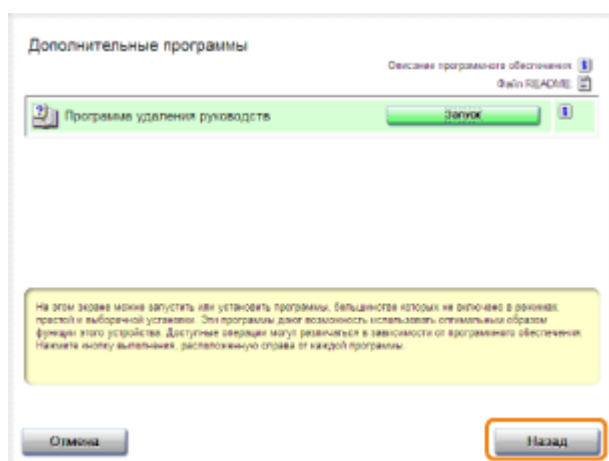 Дополнительные программы
Описание программного обеспечения:
Файл README:
Программа удаления руководств
Запуск
На этом экране можно запустить или установить программы, большинство которых не включено в режимах
простой и выборочной установки. Эти программы дают возможность использовать оптимальным образом
функции этого устройства. Доступные операции могут различаться в зависимости от программного обеспечения.
Нажмите кнопку выполнения, расположенную справа от каждой программы.
Отмена
Назад